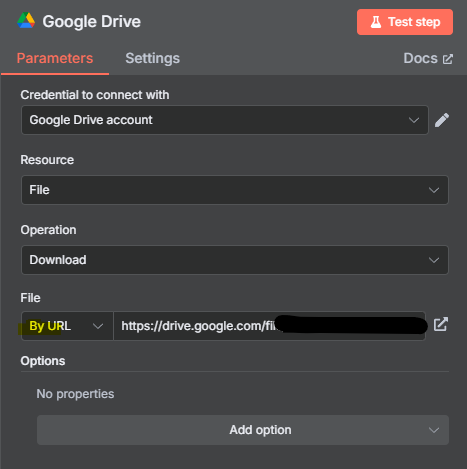 Google Drive
Test step
Parameters
Settings
Docs
Credential to connect with
Google Drive account
Resource
File
Operation
Download
File
By URL
https://drive.google.com/fil
Options
No properties
Add option